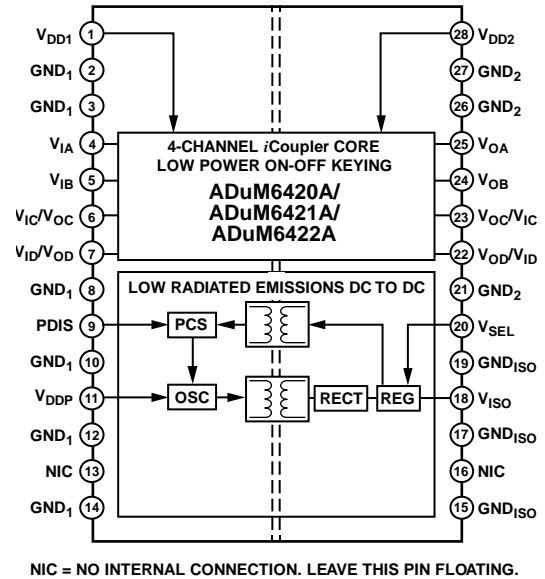 VDD1 1
GND1 2
GND1 3
VIA 4
VIB 5
VIC/VOC 6
VID/VOD 7
GND1 8
PDIS 9
GND1 10
VDDP 11
GND1 12
NIC 13
GND1 14
4-CHANNEL iCoupler CORE
LOW POWER ON-OFF KEYING
ADuM6420A/
ADuM6421A/
ADuM6422A
LOW RADIATED EMISSIONS DC TO DC
PCS
OSC
RECT
REG
28 VDD2
27 GND2
26 GND2
25 VOA
24 VOB
23 VOC/VIC
22 VOD/VID
21 GND2
20 VSEL
19 GNDISO
18 VISO
17 GNDISO
16 NIC
15 GNDISO
NIC = NO INTERNAL CONNECTION. LEAVE THIS PIN FLOATING.